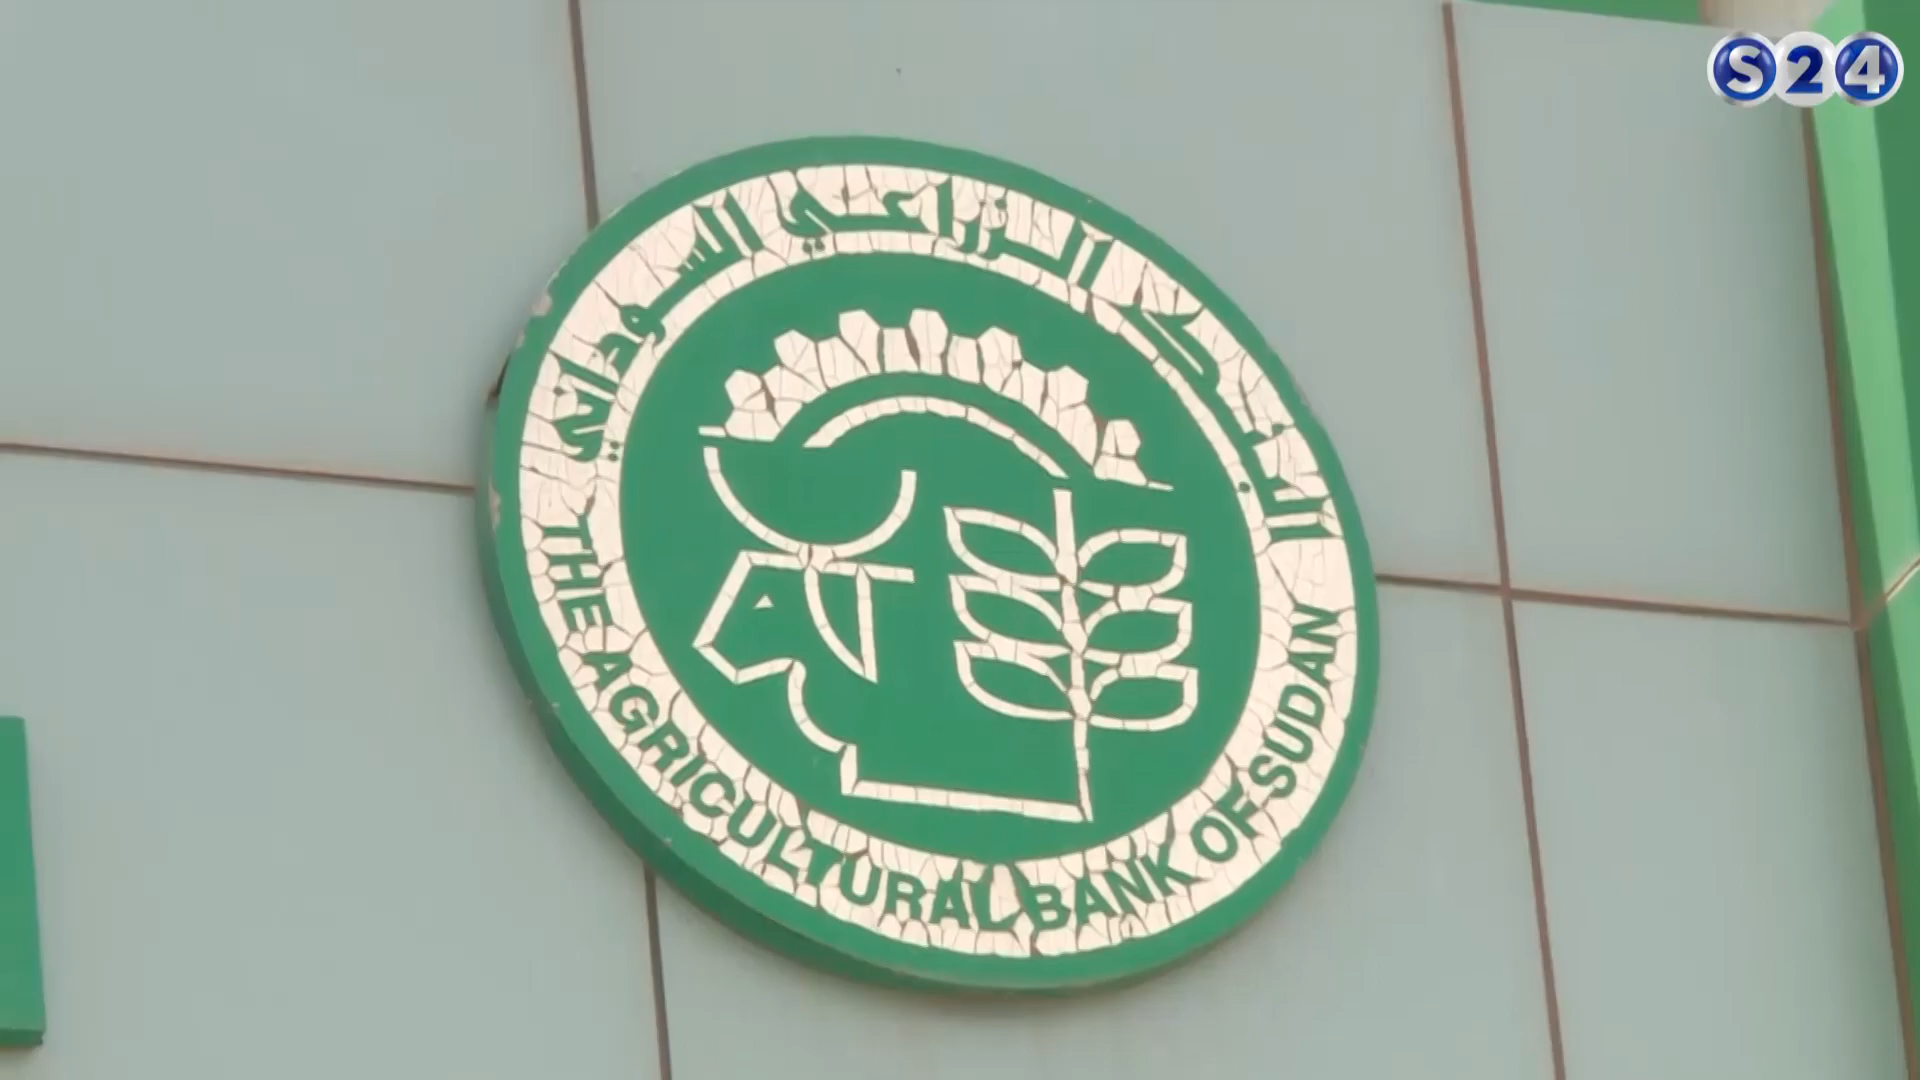 S24
البنك الزراعي السوداني
THE AGRICULTURAL BANK OF SUDAN